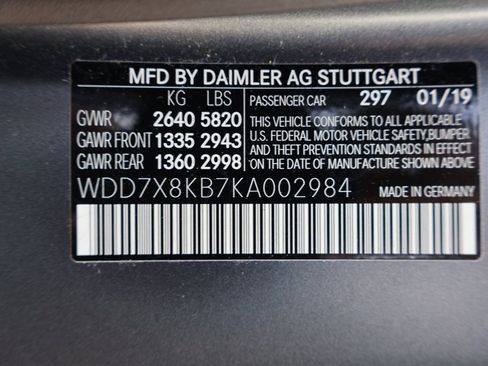 MFD BY DAIMLER AG STUTTGART
KG LBS PASSENGER CAR 297 01/19
GVWR 2640 5820 THIS VEHICLE CONFORMS TO ALL APPLICABLE
GAWR FRONT 1335 2943 U.S. FEDERAL MOTOR VEHICLE SAFETY, BUMPER
GAWR REAR 1360 2998 AND THEFT PREVENTION STANDARDS IN EFFECT
ON THE DATE OF MANUFACTURE SHOWN ABOVE.
WDD7X8KB7KA002984 MADE IN GERMANY